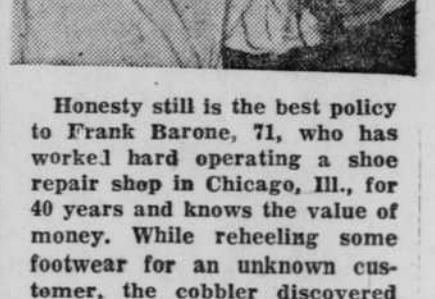 Honesty still is the best policy
to Frank Barone, 71, who has
worked hard operating a shoe
repair shop in Chicago, Ill., for
40 years and knows the value of
money. While reheeling some
footwear for an unknown cus-
tomer, the cobbler discovered